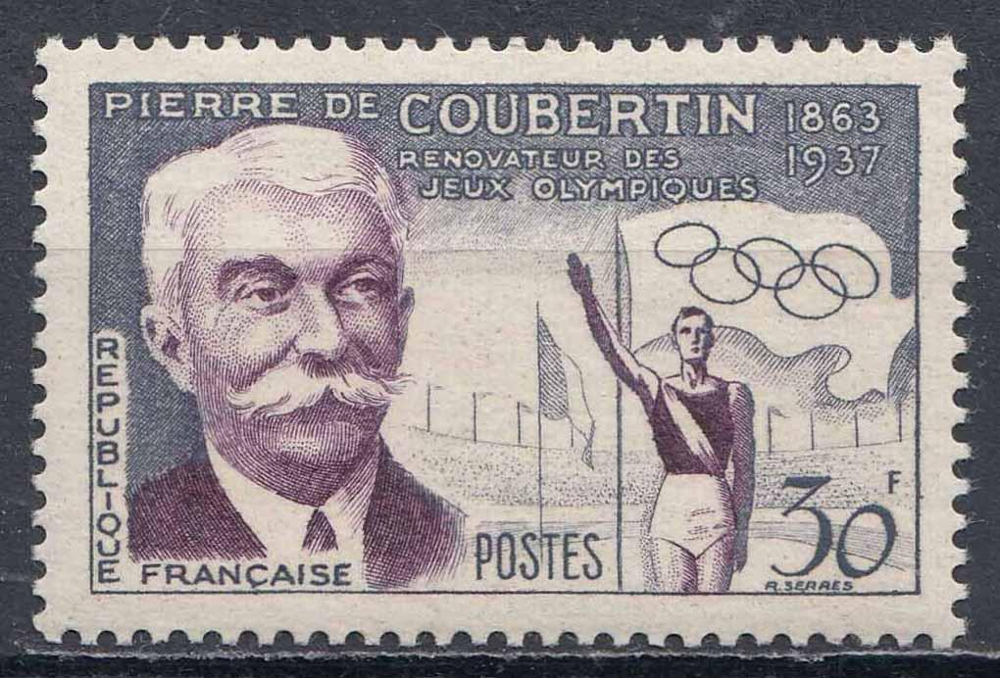 PIERRE DE COUBERTIN 1863
1937
RENOVATEUR DES
JEUX OLYMPIQUES
REPUBLIQUE
FRANÇAISE
POSTES
30 F
R. SERRES